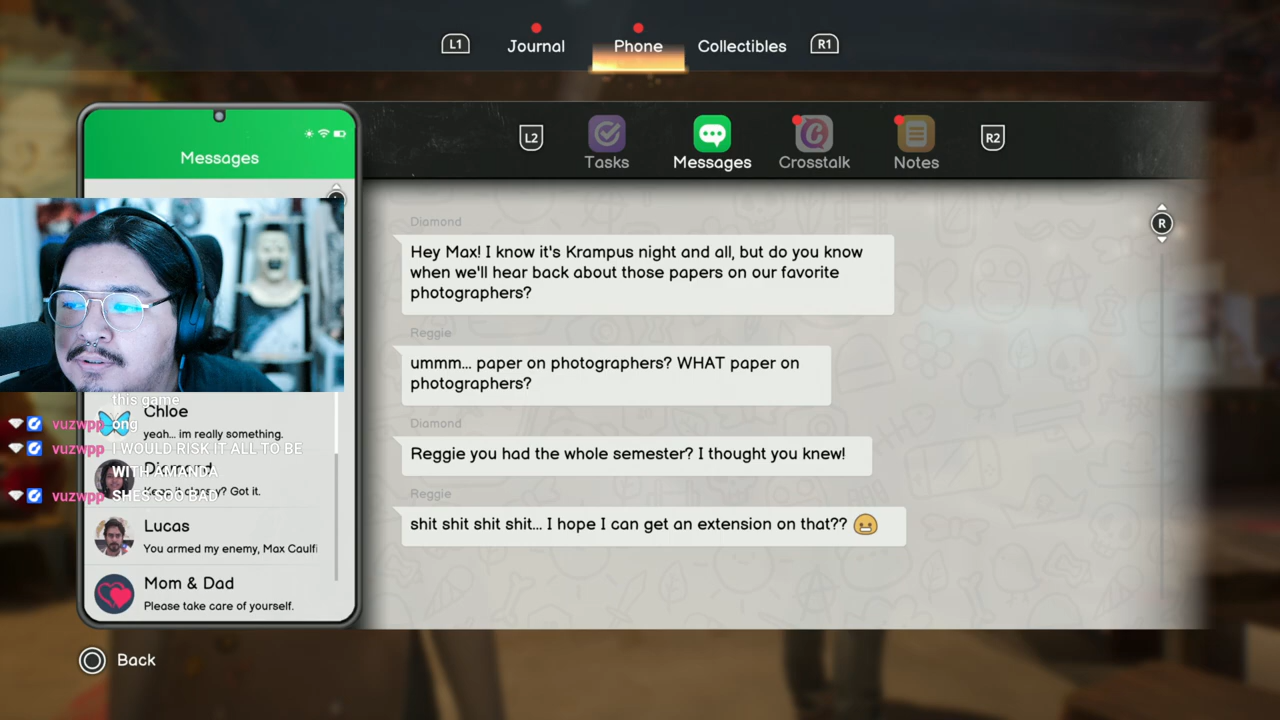 L1
Journal
Phone
Collectibles
R1
L2
Tasks
Messages
Crosstalk
Notes
R2
Messages
Diamond
Hey Max! I know it's Krampus night and all, but do you know
when we'll hear back about those papers on our favorite
photographers?
R
Reggie
ummm... paper on photographers? WHAT paper on
photographers?
Diamond
Reggie you had the whole semester? I thought you knew!
Reggie
shit shit shit shit... I hope I can get an extension on that??
this game
Chloe
vuzwpp ong
yeah... im really something.
vuzwpp I WOULD RISK IT ALL TO BE
WITH AMANDA
Diamond
vuzwpp SHES SOO BAD
Got it.
Lucas
You armed my enemy, Max Caulfi
Mom & Dad
Please take care of yourself.
Back